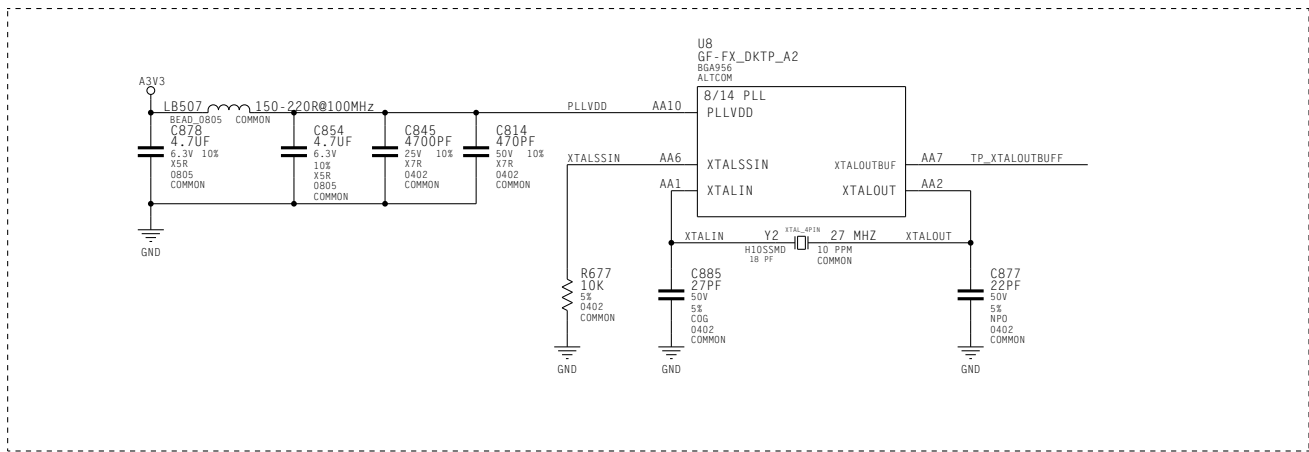 U8
GF-FX_DKTP_A2
BGA956
ALTCOM
A3V3
8/14 PLL
LB507 150-220R@100MHz
PLLVDD AA10 PLLVDD
BEAD_0805 COMMON
C878
4.7UF
6.3V 10%
X5R
0805
COMMON
C854
4.7UF
6.3V
10%
X5R
0805
COMMON
C845
4700PF
25V 10%
X7R
0402
COMMON
C814
470PF
50V 10%
X7R
0402
COMMON
XTALSSIN AA6 XTALSSIN XTALOUTBUF AA7 TP_XTALOUTBUFF
AA1 XTALIN XTALOUT AA2
GND
XTALIN Y2 XTAL_4PIN 27 MHZ XTALOUT
H10SSMD 10 PPM
18 PF COMMON
R677
10K
5%
0402
COMMON
C885
27PF
50V
5%
COG
0402
COMMON
C877
22PF
50V
5%
NPO
0402
COMMON
GND GND GND